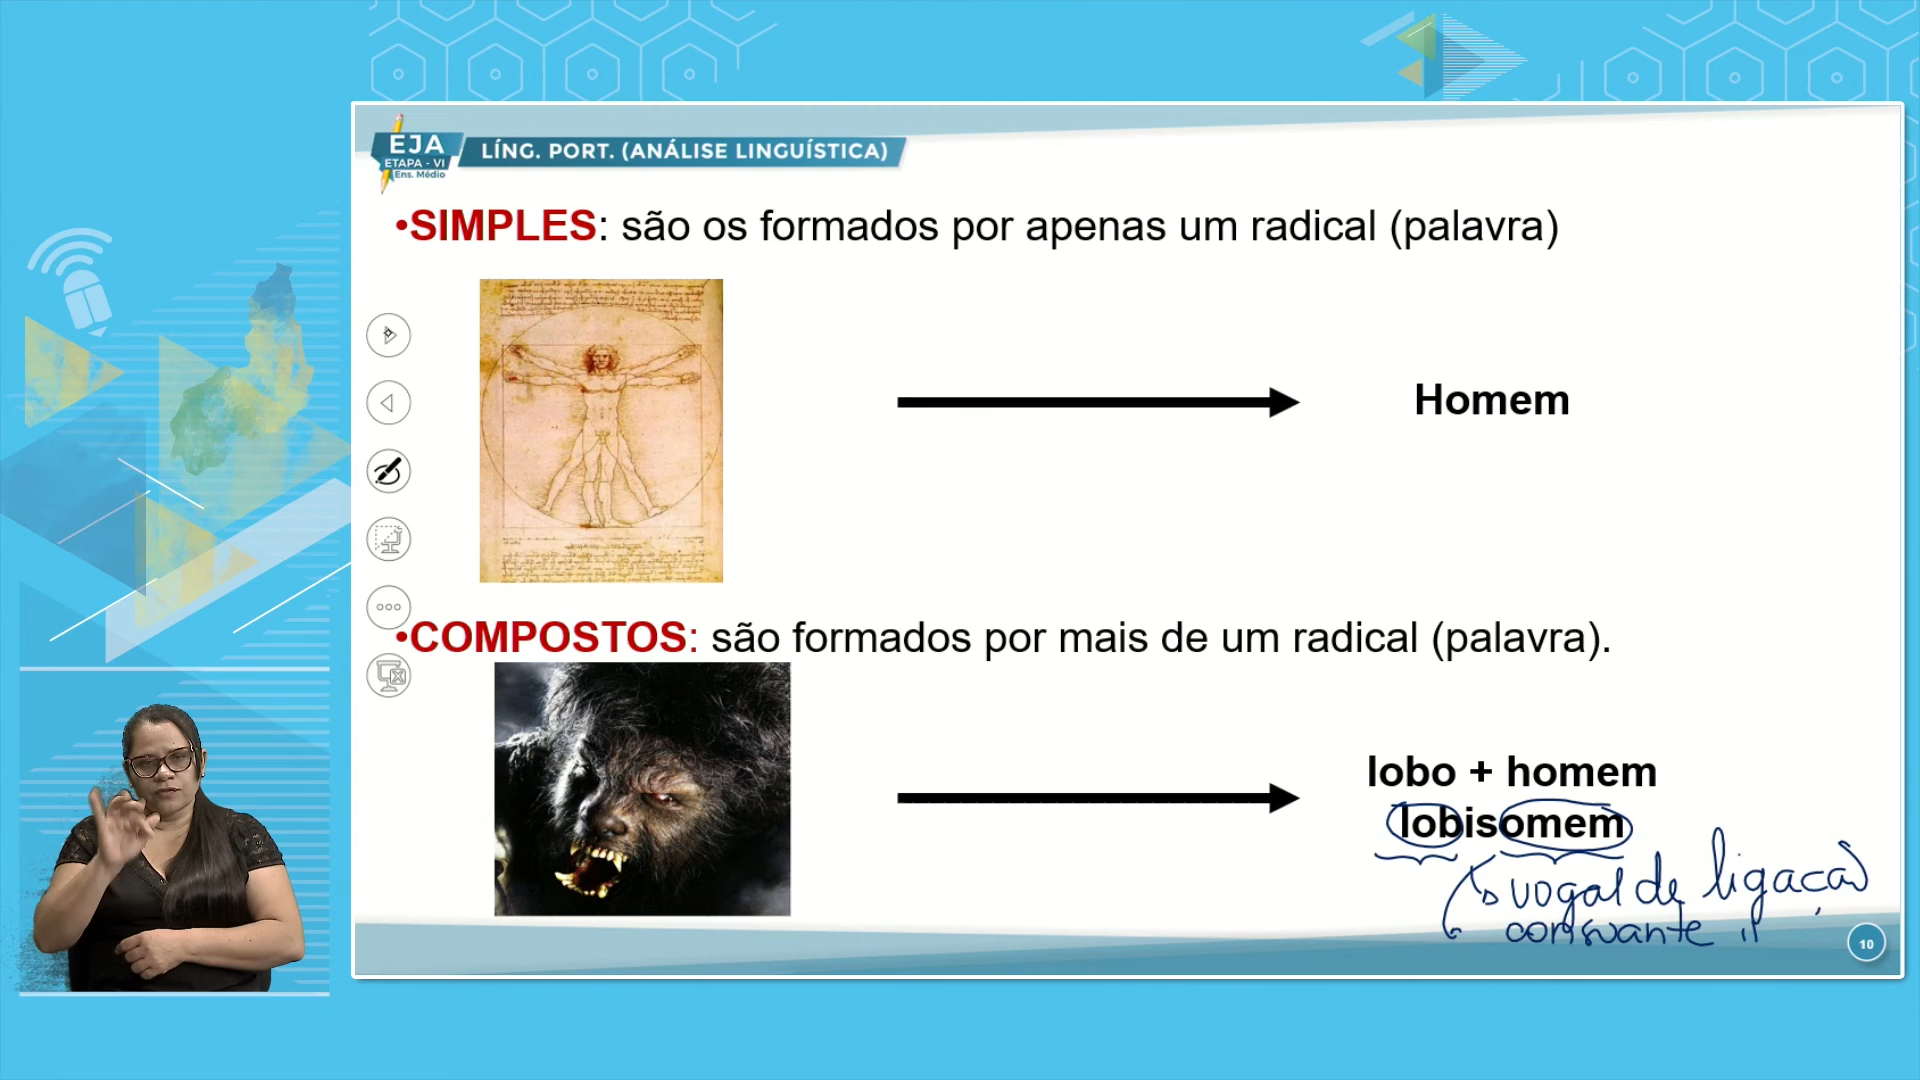 EJA
ETAPA - VI
Ens. Médio
LÍNG. PORT. (ANÁLISE LINGUÍSTICA)
•SIMPLES: são os formados por apenas um radical (palavra)
Homem
•COMPOSTOS: são formados por mais de um radical (palavra).
lobo + homem
lobisomem
vogal de ligação
consoante "
10